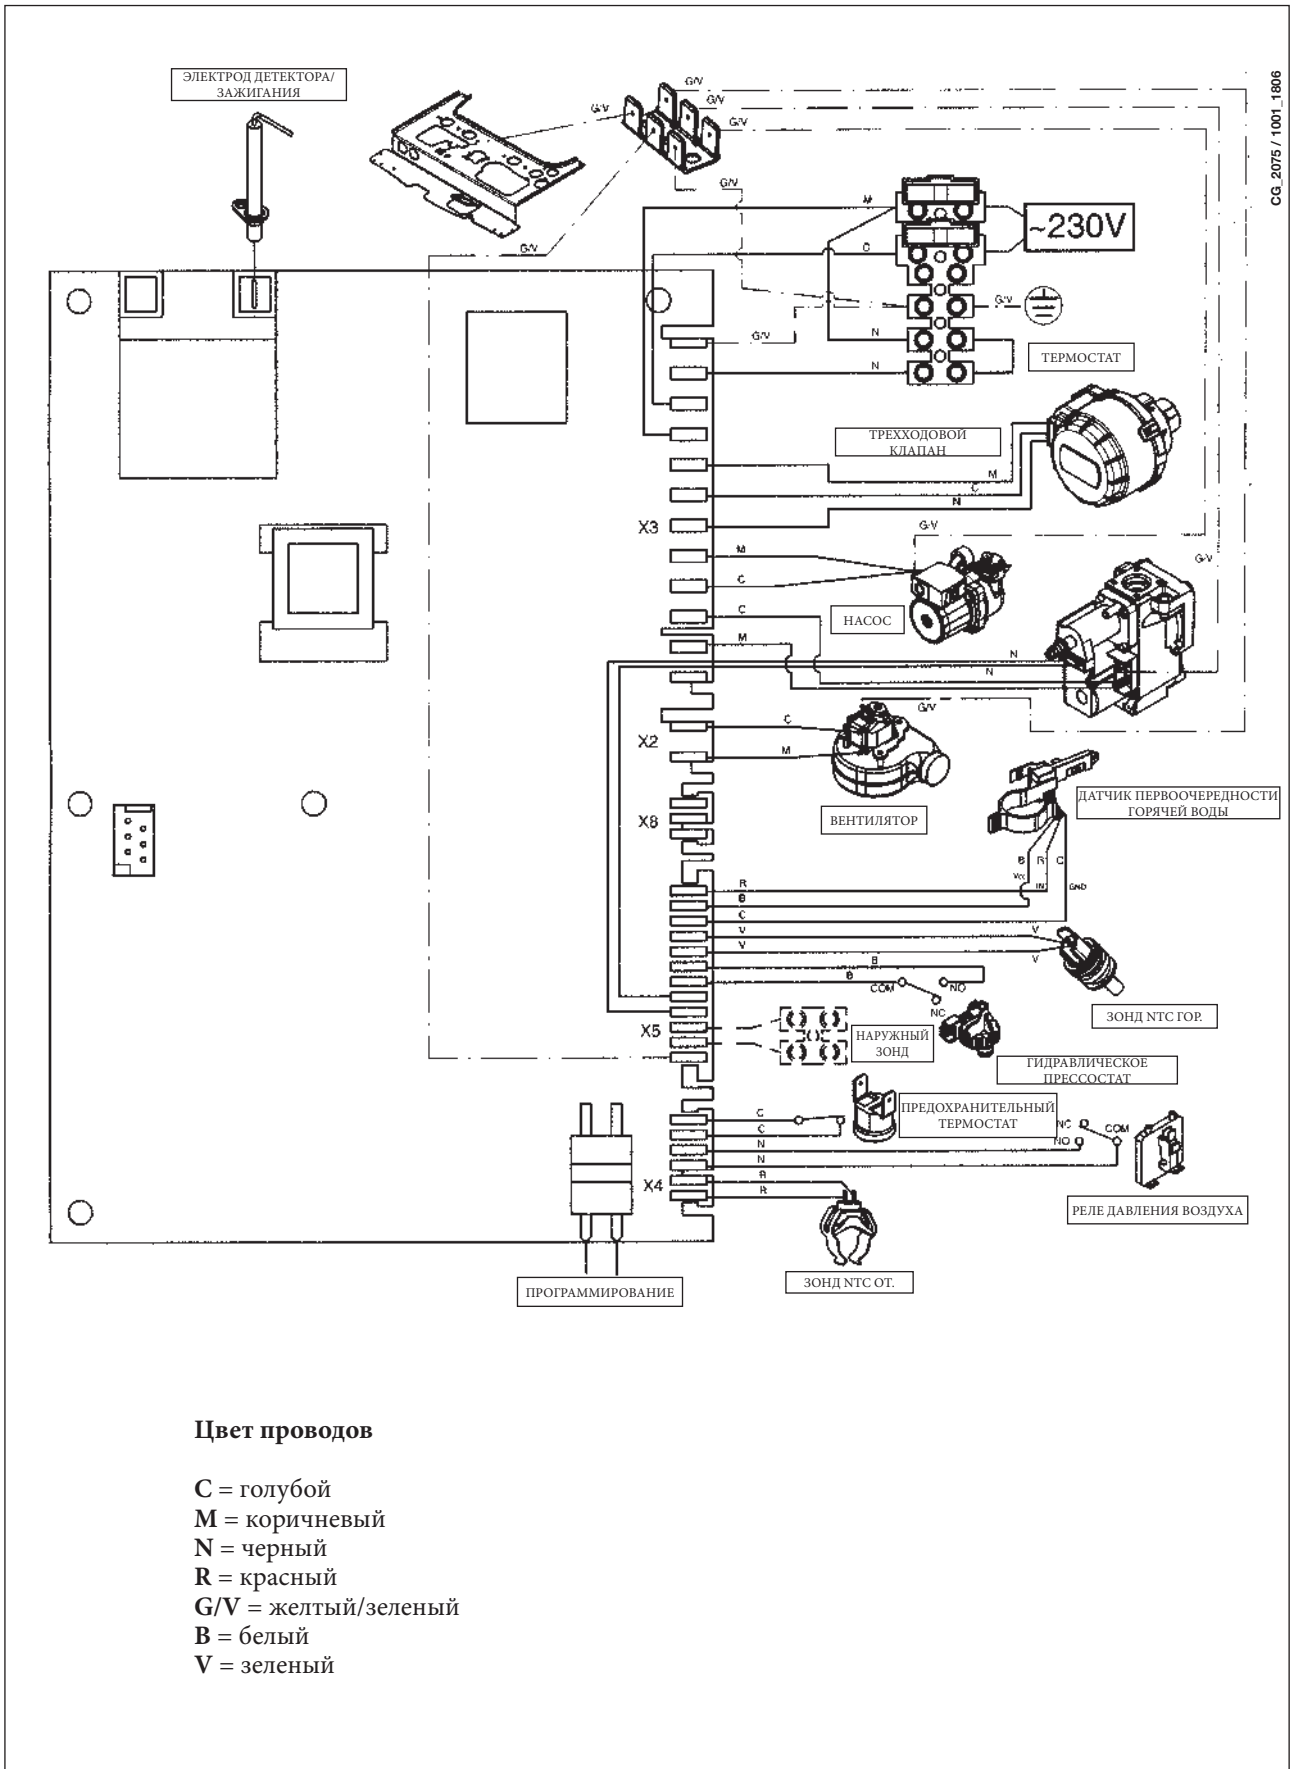 CG_2075 / 1001_1806
ЭЛЕКТРОД ДЕТЕКТОРА/
ЗАЖИГАНИЯ
G/V
G/V
G/V
G/V
G/V
G/V
M
~230V
C
G/V
G/V
N
N
ТЕРМОСТАТ
ТРЕХХОДОВОЙ
КЛАПАН
M
C
N
X3
G/V
M
C
G/V
C
НАСОС
M
N
N
G/V
C
X2
M
ВЕНТИЛЯТОР
ДАТЧИК ПЕРВООЧЕРЕДНОСТИ
ГОРЯЧЕЙ ВОДЫ
X8
B R C
Vcc IN GND
R
B
C
V
V
V
V
B
B
COM
NO
NC
ЗОНД NTC ГОР.
X5
НАРУЖНЫЙ
ЗОНД
ГИДРАВЛИЧЕСКОЕ
ПРЕССОСТАТ
ПРЕДОХРАНИТЕЛЬНЫЙ
ТЕРМОСТАТ
C
C
N
N
R
R
NC
NO
COM
X4
РЕЛЕ ДАВЛЕНИЯ ВОЗДУХА
ЗОНД NTC ОТ.
ПРОГРАММИРОВАНИЕ
Цвет проводов
C = голубой
M = коричневый
N = черный
R = красный
G/V = желтый/зеленый
B = белый
V = зеленый